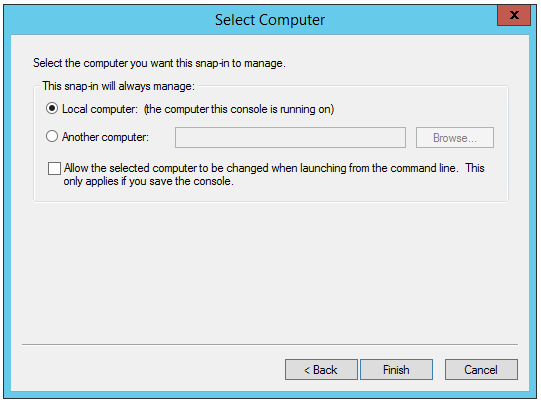 Select Computer
x
Select the computer you want this snap-in to manage.
This snap-in will always manage:
Local computer: (the computer this console is running on)
Another computer:
Browse...
Allow the selected computer to be changed when launching from the command line. This
only applies if you save the console.
< Back
Finish
Cancel